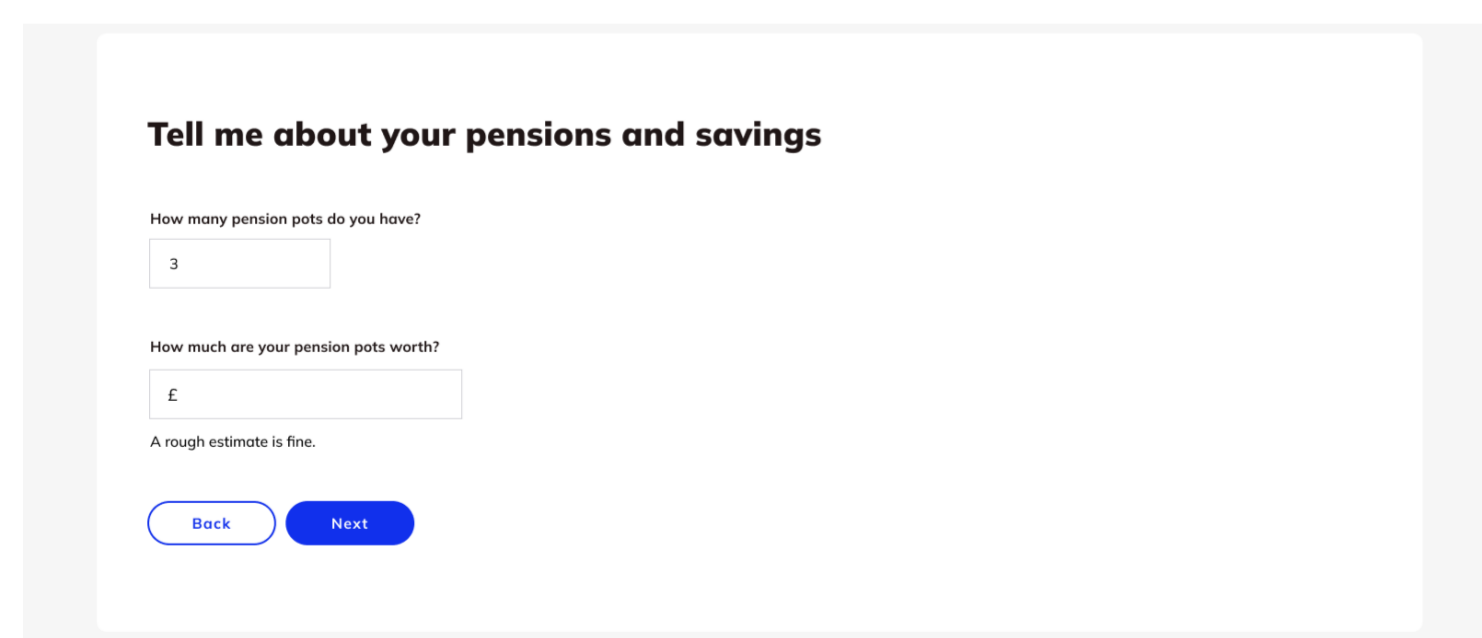 Tell me about your pensions and savings
How many pension pots do you have?
3
How much are your pension pots worth?
£
A rough estimate is fine.
Back Next